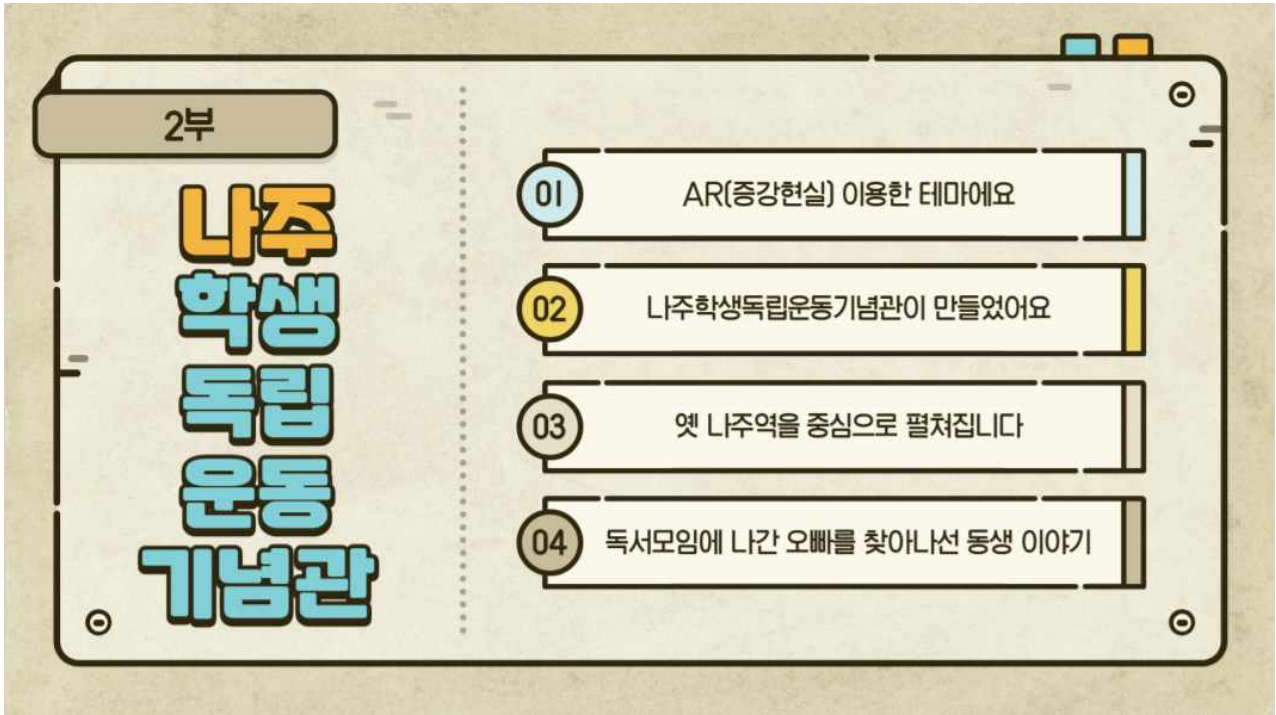 2부
나주
학생
독립
운동
기념관
01
AR(증강현실) 이용한 테마에요
02
나주학생독립운동기념관이 만들었어요
03
옛 나주역을 중심으로 펼쳐집니다
04
독서모임에 나간 오빠를 찾아나선 동생 이야기